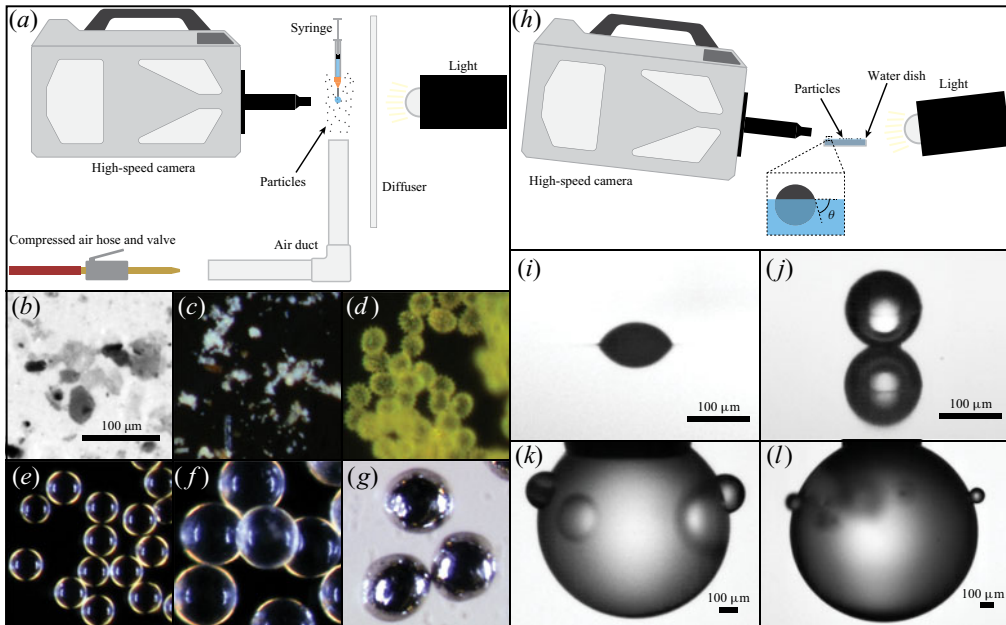 (a)
Syringe
Light
High-speed camera
Particles
Diffuser
Compressed air hose and valve
Air duct
(h)
Particles
Water dish
Light
High-speed camera
θ
(b)
100 μm
(c)
(d)
(e)
(f)
(g)
(i)
100 μm
(j)
100 μm
(k)
100 μm
(l)
100 μm